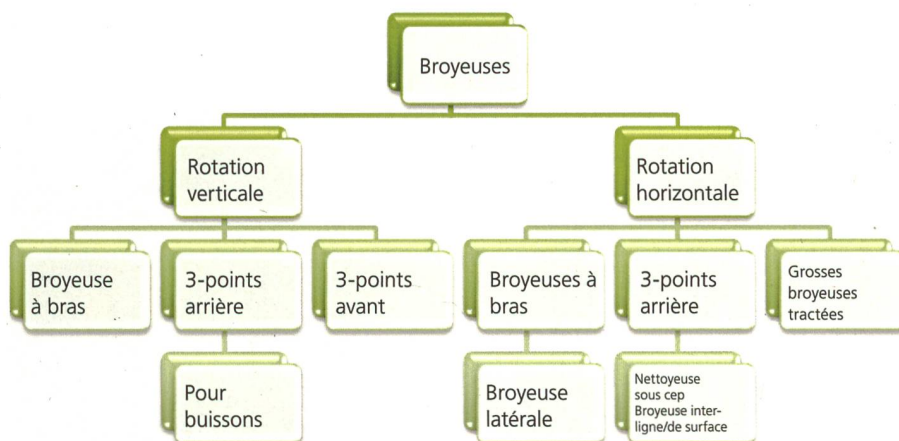 Broyeuses
Rotation
verticale
Rotation
horizontale
Broyeuse
à bras
3-points
arrière
3-points
avant
Broyeuses à
bras
3-points
arrière
Grosses
broyeuses
tractées
Pour
buissons
Broyeuse
latérale
Nettoyeuse
sous cep
Broyeuse inter-
ligne/de surface